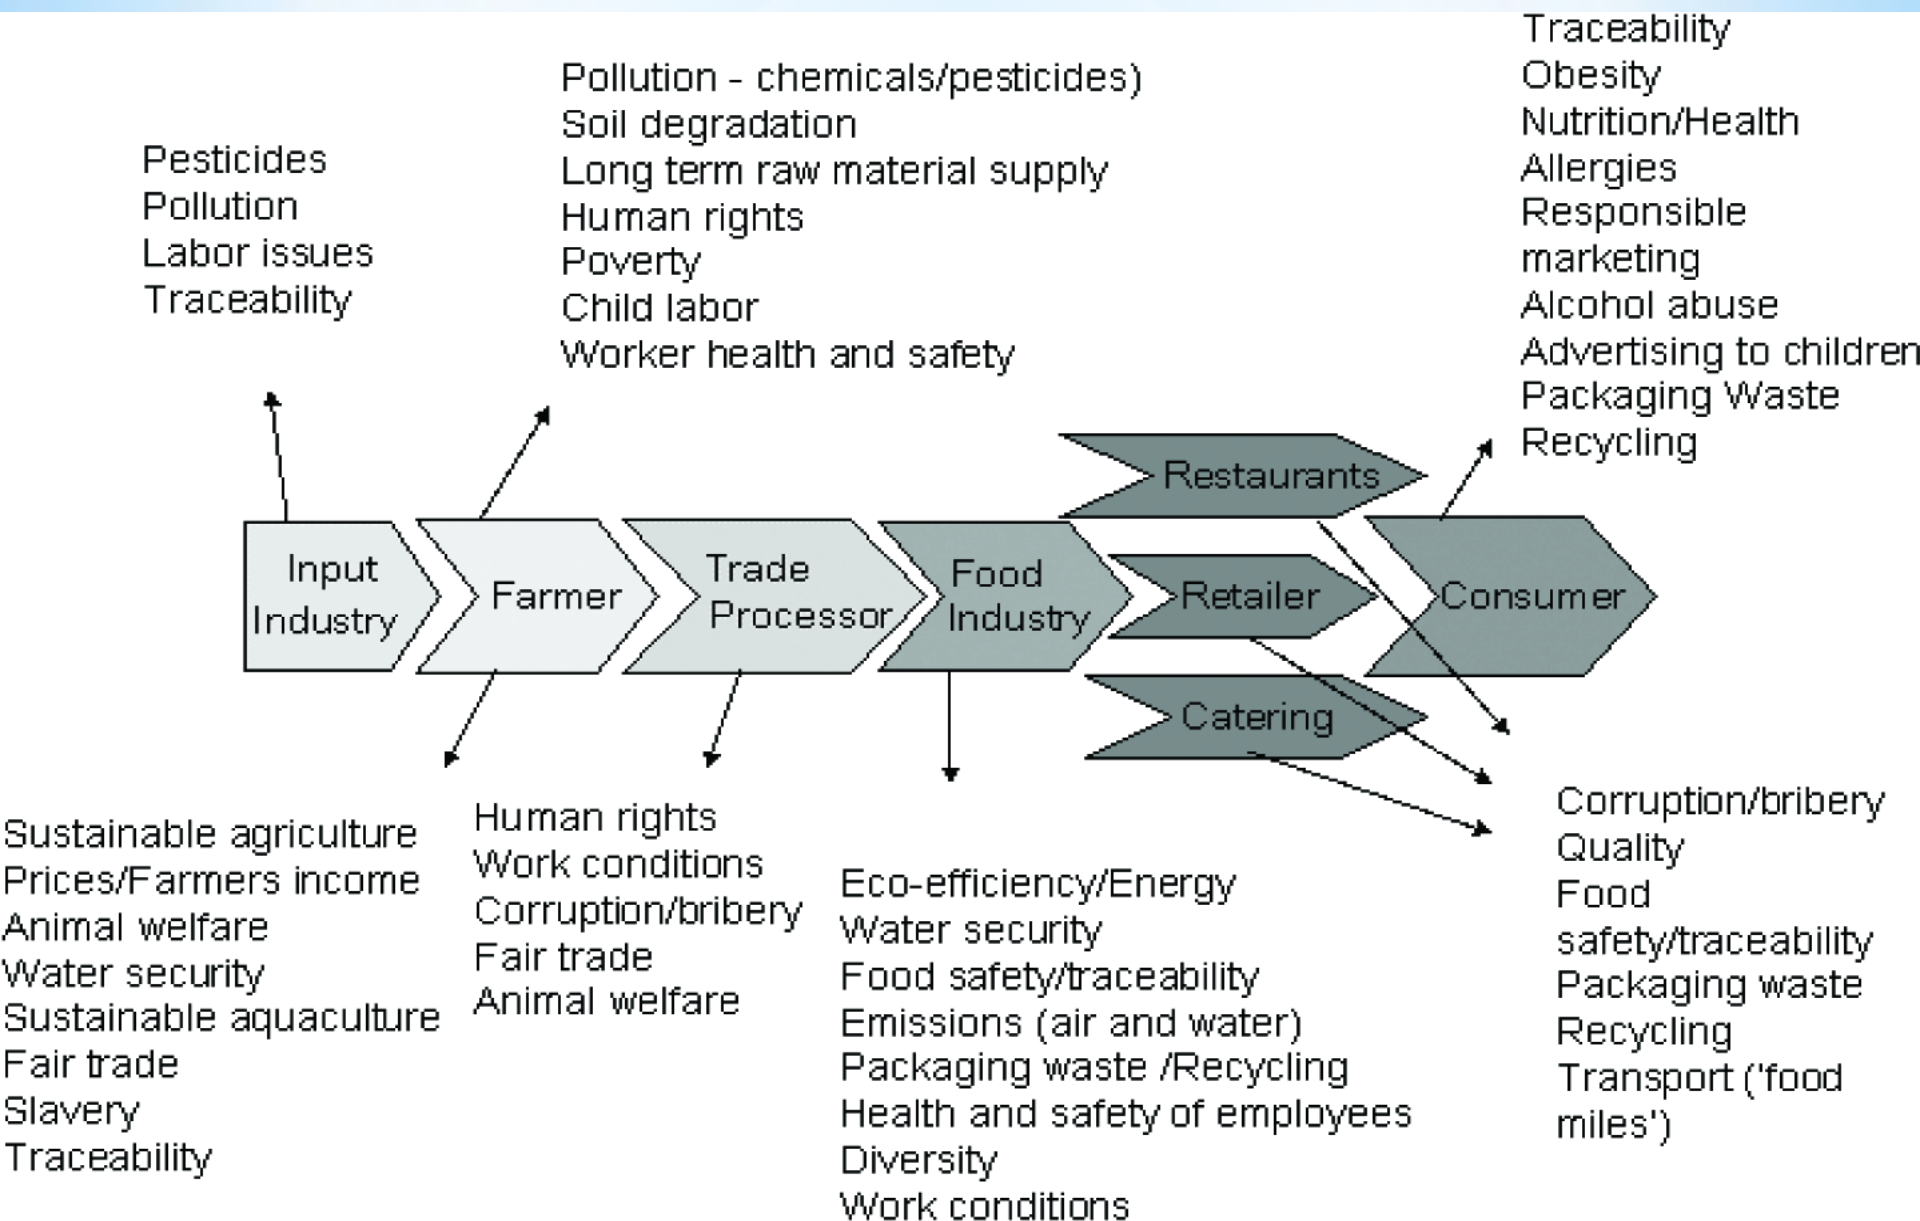 Pesticides
Pollution
Labor issues
Traceability
Pollution - chemicals/pesticides)
Soil degradation
Long term raw material supply
Human rights
Poverty
Child labor
Worker health and safety
Traceability
Obesity
Nutrition/Health
Allergies
Responsible
marketing
Alcohol abuse
Advertising to children
Packaging Waste
Recycling
Input
Industry
Farmer
Trade
Processor
Food
Industry
Restaurants
Retailer
Catering
Consumer
Sustainable agriculture
Prices/Farmers income
Animal welfare
Water security
Sustainable aquaculture
Fair trade
Slavery
Traceability
Human rights
Work conditions
Corruption/bribery
Fair trade
Animal welfare
Eco-efficiency/Energy
Water security
Food safety/traceability
Emissions (air and water)
Packaging waste /Recycling
Health and safety of employees
Diversity
Work conditions
Corruption/bribery
Quality
Food
safety/traceability
Packaging waste
Recycling
Transport ('food
miles')